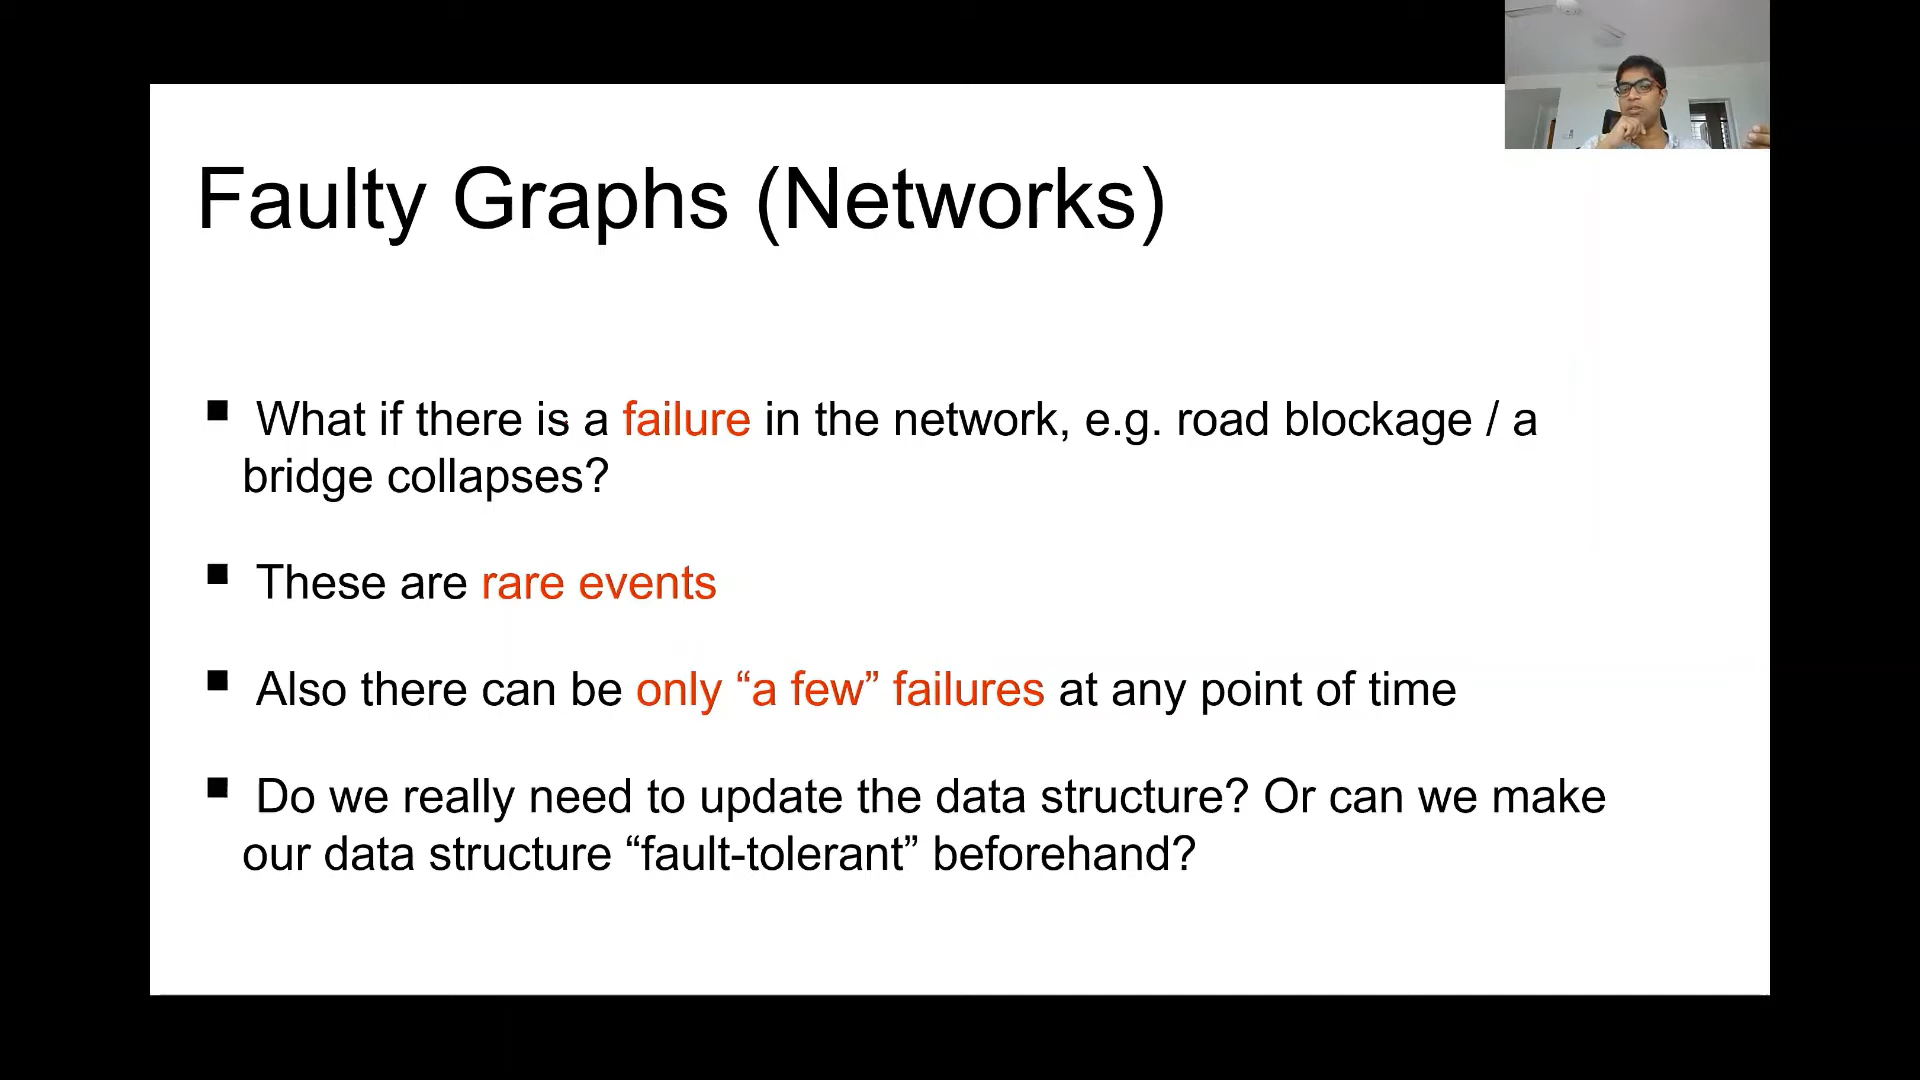 Faulty Graphs (Networks)
▪ What if there is a failure in the network, e.g. road blockage / a
bridge collapses?
▪ These are rare events
▪ Also there can be only “a few” failures at any point of time
▪ Do we really need to update the data structure? Or can we make
our data structure “fault-tolerant” beforehand?